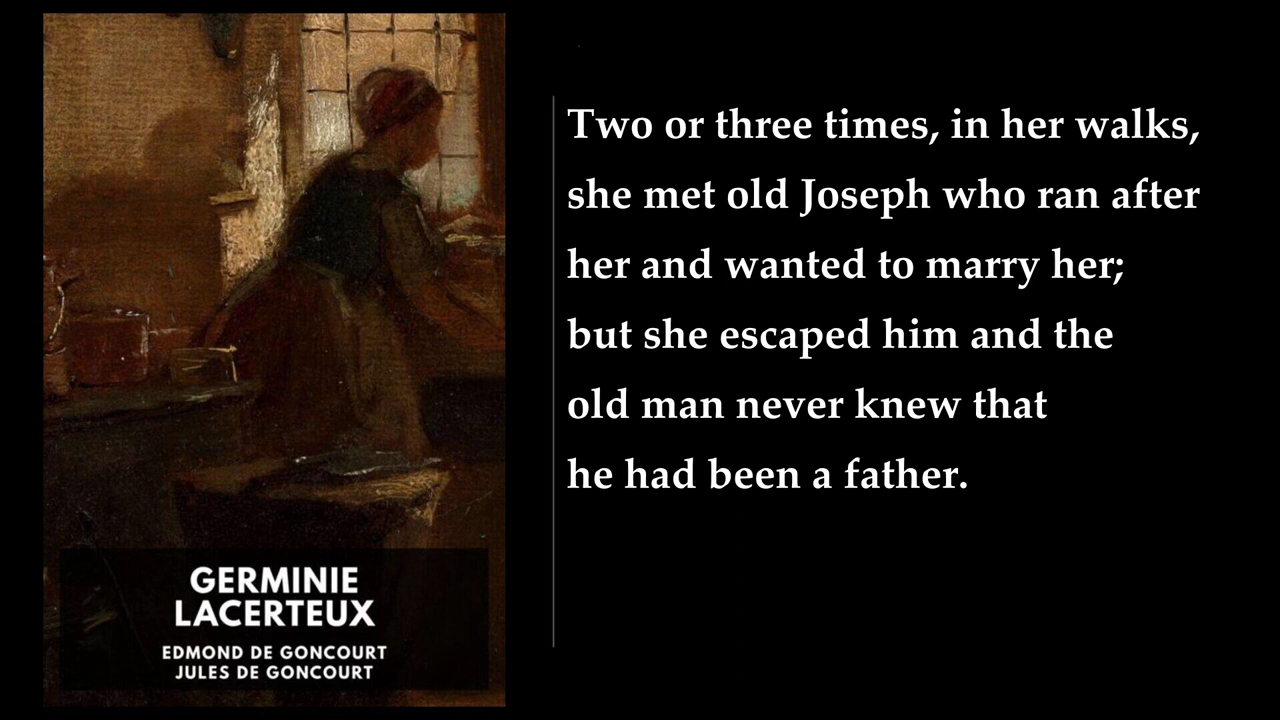 Two or three times, in her walks,
she met old Joseph who ran after
her and wanted to marry her;
but she escaped him and the
old man never knew that
he had been a father.
GERMINIE
LACERTEUX
EDMOND DE GONCOURT
JULES DE GONCOURT